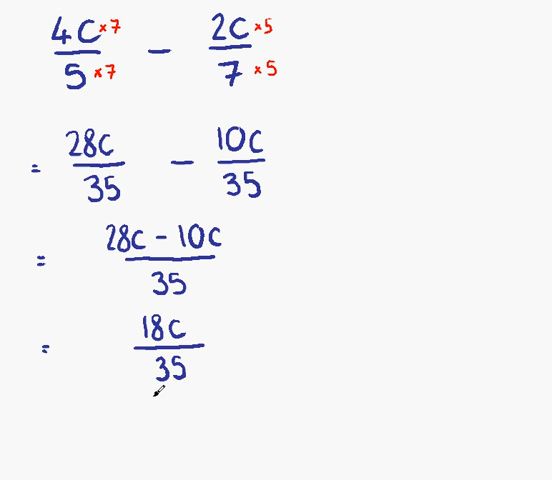 4c ×7 / 5 ×7 − 2c ×5 / 7 ×5
= 28c / 35 − 10c / 35
= 28c − 10c / 35
= 18c / 35